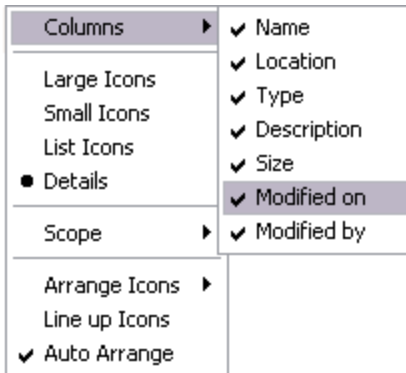 Columns
Large Icons
Small Icons
List Icons
Details
Scope
Arrange Icons
Line up Icons
Auto Arrange
Name
Location
Type
Description
Size
Modified on
Modified by